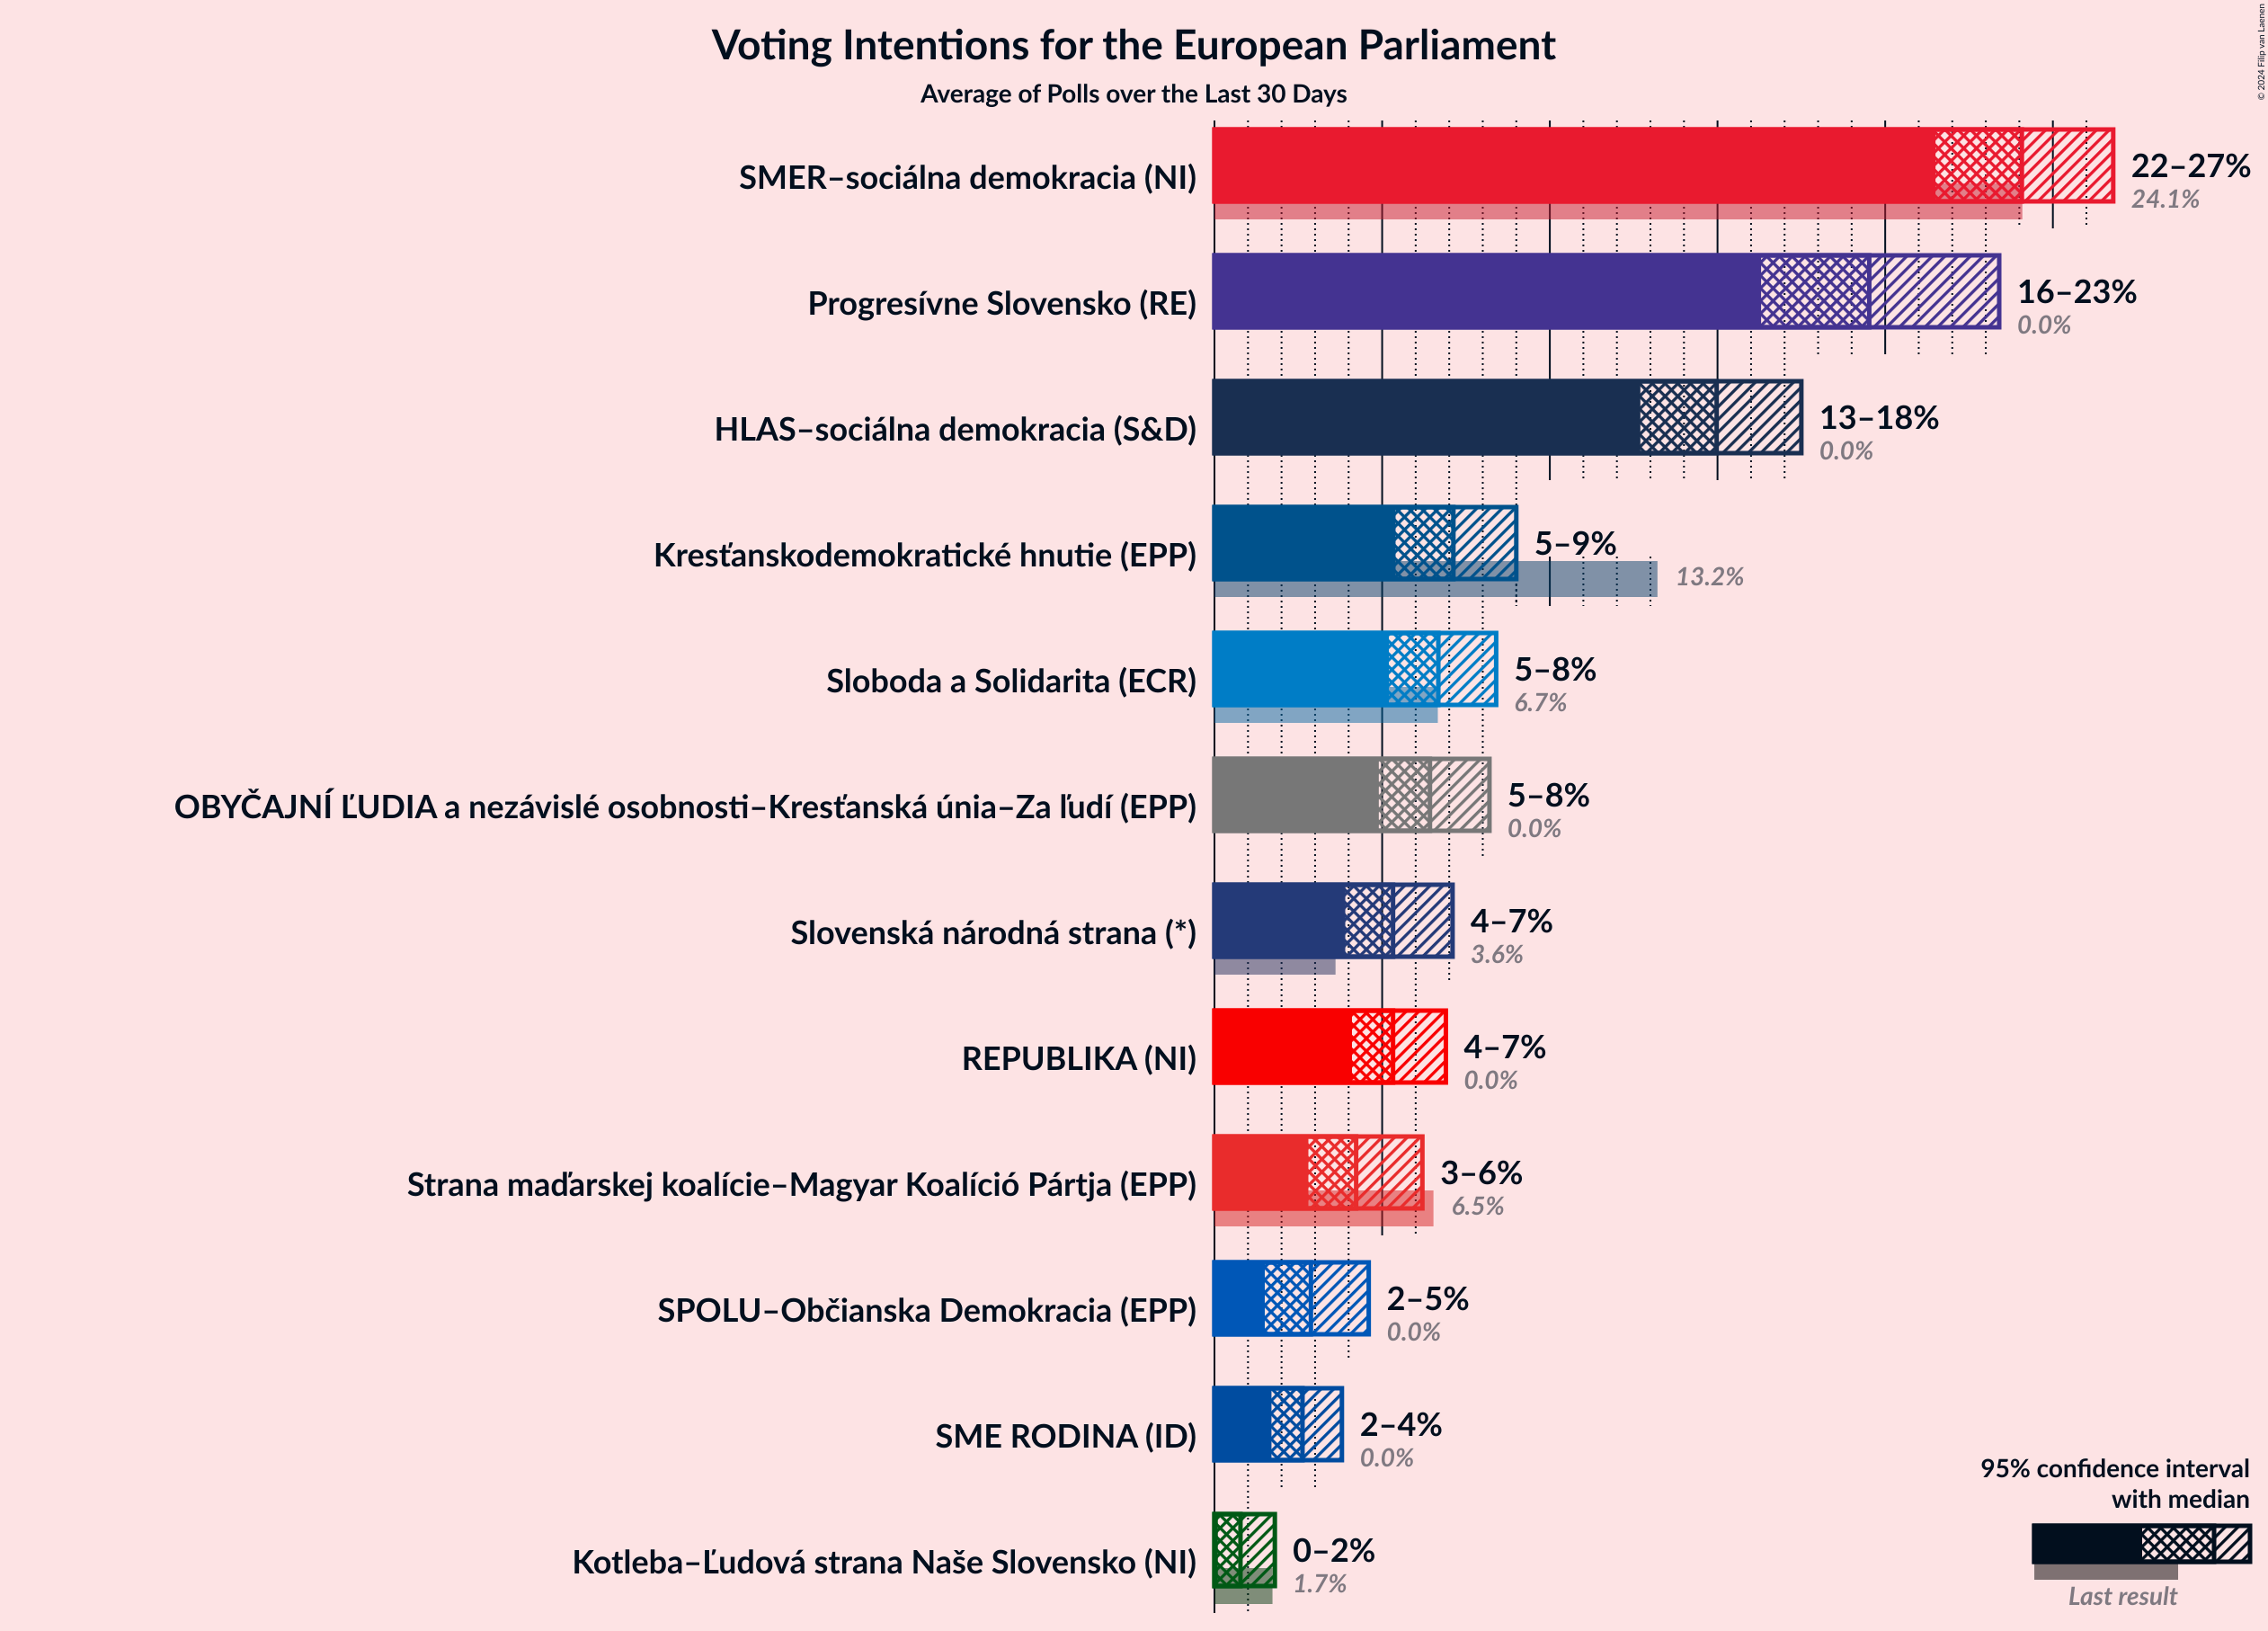 Voting Intentions for the European Parliament
Average of Polls over the Last 30 Days
© 2024 Filip van Laenen
SMER–sociálna demokracia (NI)
22–27%
24.1%
Progresívne Slovensko (RE)
16–23%
0.0%
HLAS–sociálna demokracia (S&D)
13–18%
0.0%
Kresťanskodemokratické hnutie (EPP)
5–9%
13.2%
Sloboda a Solidarita (ECR)
5–8%
6.7%
OBYČAJNÍ ĽUDIA a nezávislé osobnosti–Kresťanská únia–Za ľudí (EPP)
5–8%
0.0%
Slovenská národná strana (*)
4–7%
3.6%
REPUBLIKA (NI)
4–7%
0.0%
Strana maďarskej koalície–Magyar Koalíció Pártja (EPP)
3–6%
6.5%
SPOLU–Občianska Demokracia (EPP)
2–5%
0.0%
SME RODINA (ID)
2–4%
0.0%
Kotleba–Ľudová strana Naše Slovensko (NI)
0–2%
1.7%
95% confidence interval
with median
Last result